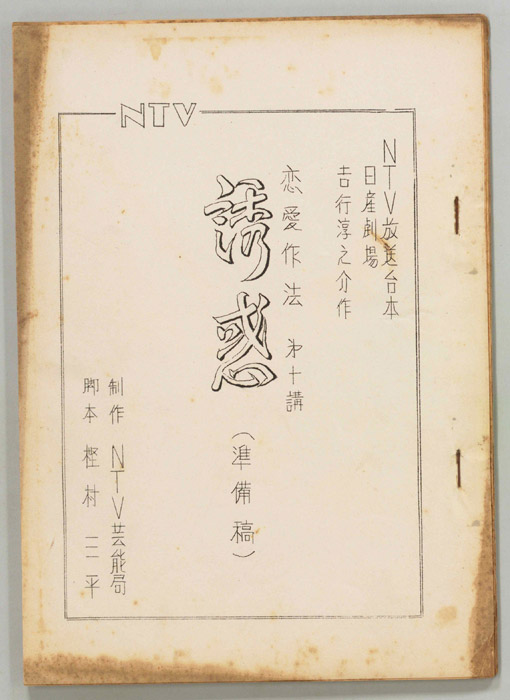 NTV
NTV放送台本
日産劇場
吉行淳之介作
恋愛作法 第十講
誘惑
(準備稿)
制作 NTV芸能局
脚本 樫村 三平